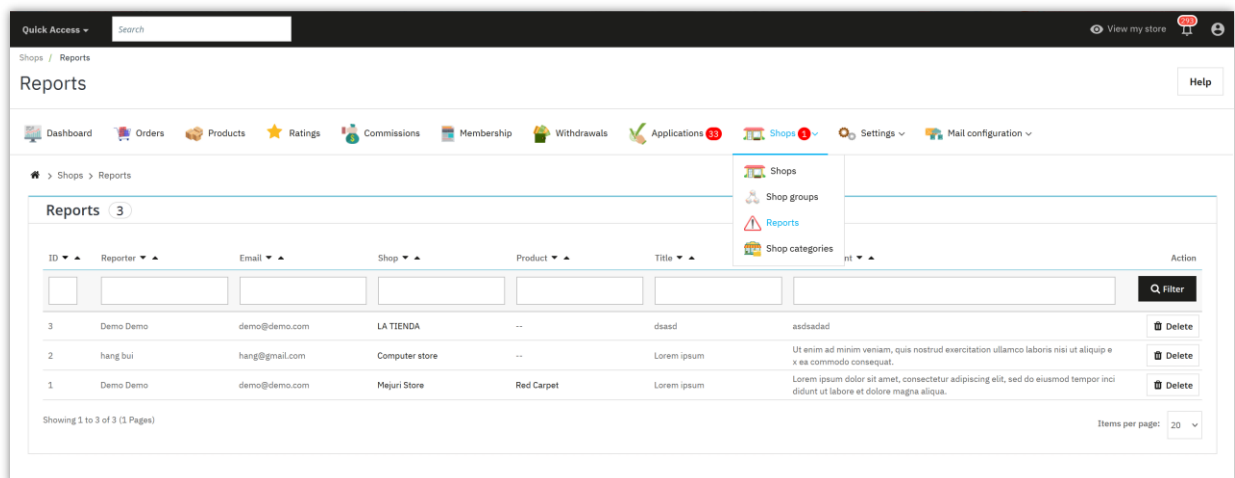 Quick Access
Search
View my store
293
Shops / Reports
Reports
Help
Dashboard
Orders
Products
Ratings
Commissions
Membership
Withdrawals
Applications 33
Shops 1
Settings
Mail configuration
Shops
Shop groups
Reports
Shop categories
> Shops > Reports
Reports 3
ID Reporter Email Shop Product Title nt Action
Filter
3 Demo Demo demo@demo.com LA TIENDA -- dsasd asdsadad Delete
2 hang bui hang@gmail.com Computer store -- Lorem ipsum Ut enim ad minim veniam, quis nostrud exercitation ullamco laboris nisi ut aliquip e
x ea commodo consequat. Delete
1 Demo Demo demo@demo.com Mejuri Store Red Carpet Lorem ipsum Lorem ipsum dolor sit amet, consectetur adipiscing elit, sed do eiusmod tempor inci
didunt ut labore et dolore magna aliqua. Delete
Showing 1 to 3 of 3 (1 Pages)
Items per page: 20